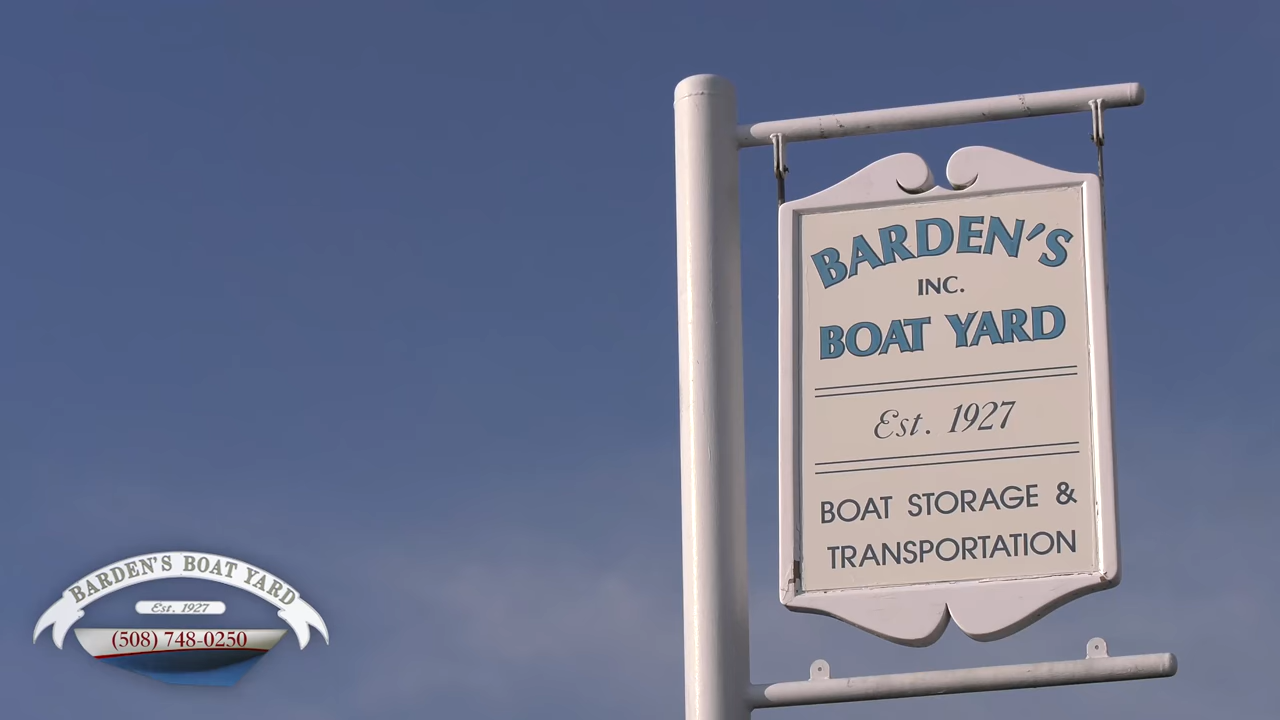 BARDEN'S
INC.
BOAT YARD
Est. 1927
BOAT STORAGE &
TRANSPORTATION
BARDEN'S BOAT YARD
Est. 1927
(508) 748-0250